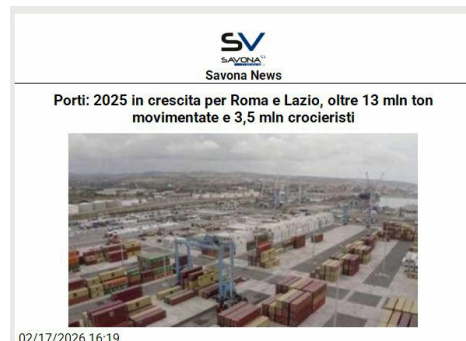 SV
SAVONA
Savona News
Porti: 2025 in crescita per Roma e Lazio, oltre 13 mln ton
movimentate e 3,5 mln crocieristi
02/17/2026 16:19